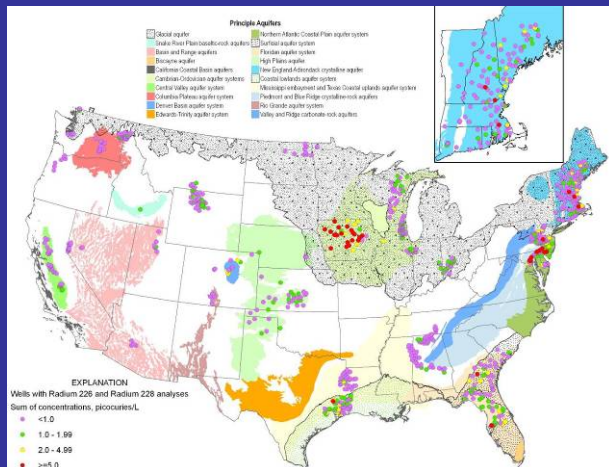 Principle Aquifers
Glacial aquifer
Snake River Plain basaltic-rock aquifers
Basin and Range aquifers
Biscayne aquifer
California Coastal Basin aquifers
Cambrian-Ordovician aquifer systems
Central Valley aquifer system
Columbia Plateau aquifer system
Denver Basin aquifer system
Edwards-Trinity aquifer system
Northern Atlantic Coastal Plain aquifer system
Surficial aquifer system
Floridan aquifer system
High Plains aquifer
New England Adirondack crystalline aquifer
Coastal lowlands aquifer system
Mississippi embayment and Texas Coastal uplands aquifer system
Piedmont and Blue Ridge crystalline-rock aquifers
Rio Grande aquifer system
Valley and Ridge carbonate-rock aquifers
EXPLANATION
Wells with Radium 226 and Radium 228 analyses
Sum of concentrations, picocuries/L
<1.0
1.0 - 1.99
2.0 - 4.99
>=5.0